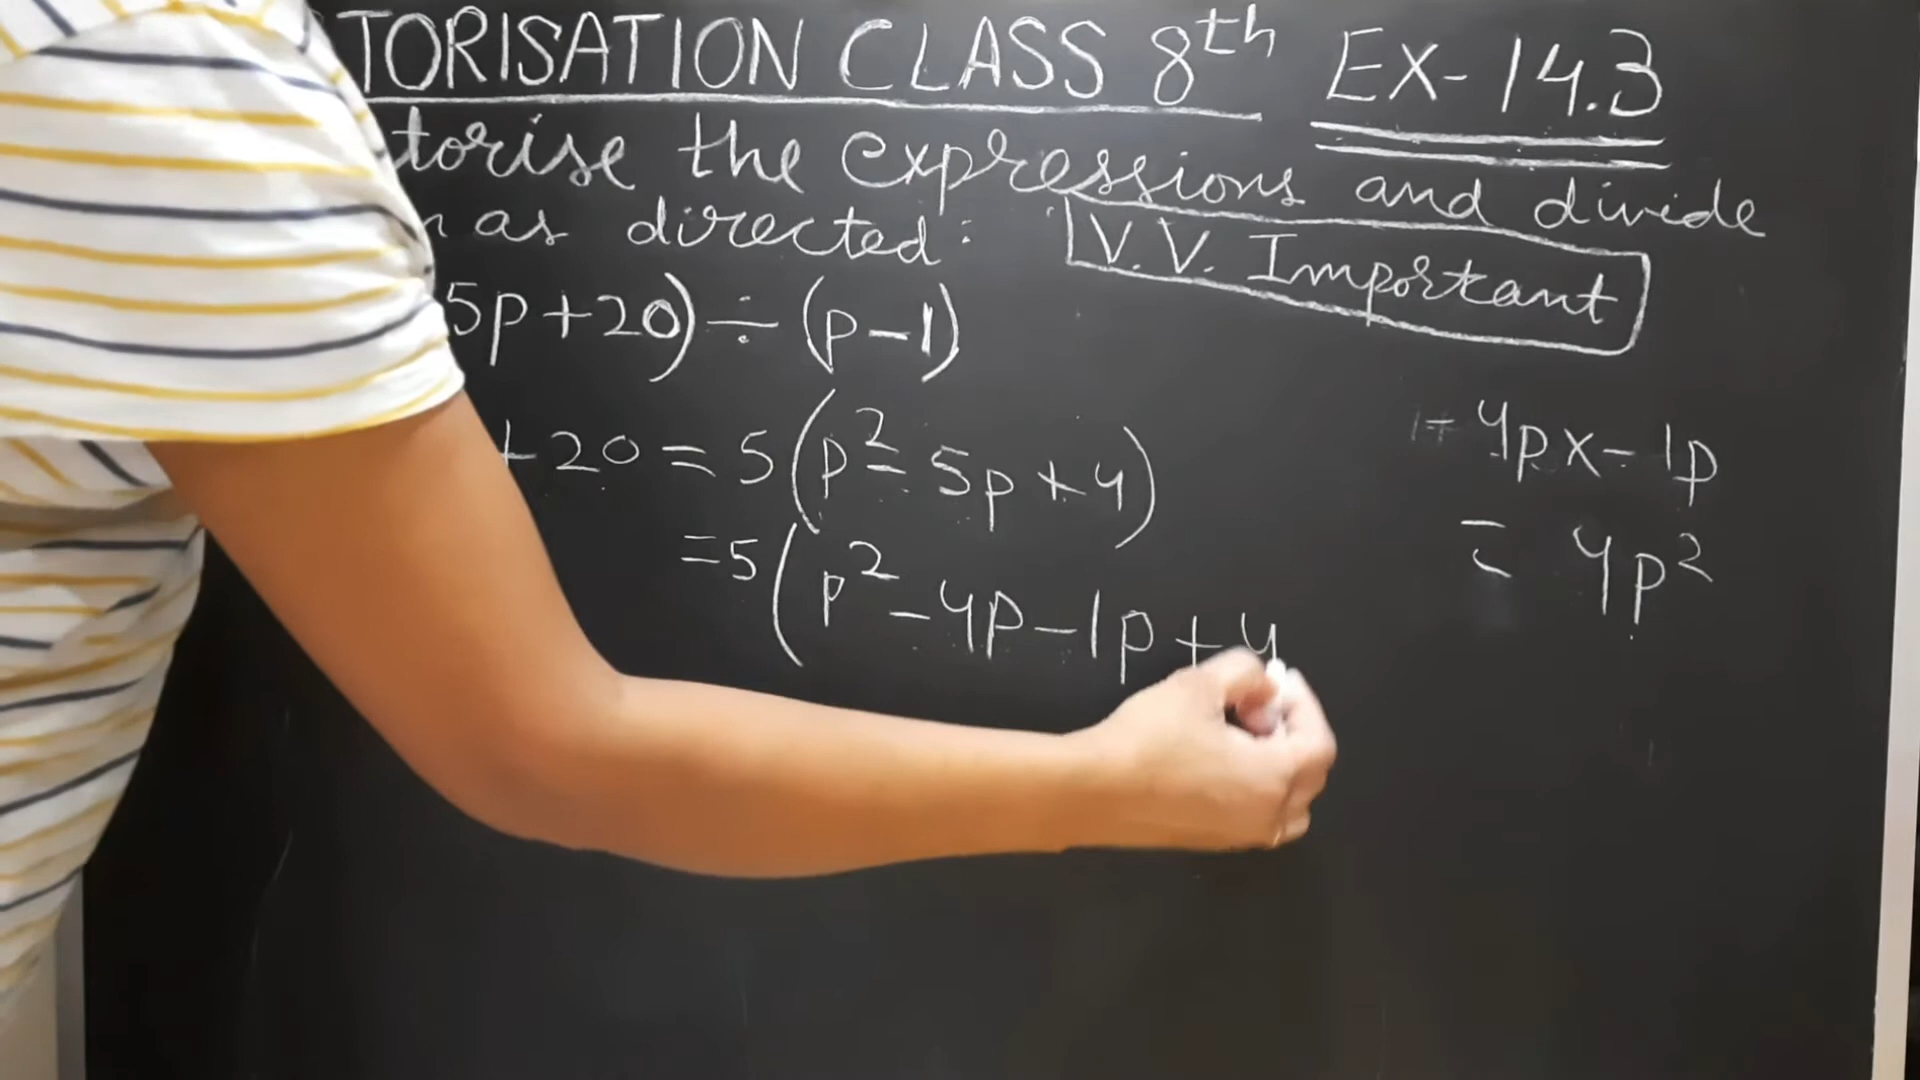 TORISATION CLASS 8th EX-14.3
torise the expressions and divide
as directed:
V.V. Important
5p+20)÷(p-1)
+20=5(p²-5p+4)
=5(p²-4p-1p+4
-4px-1p
= 4p²